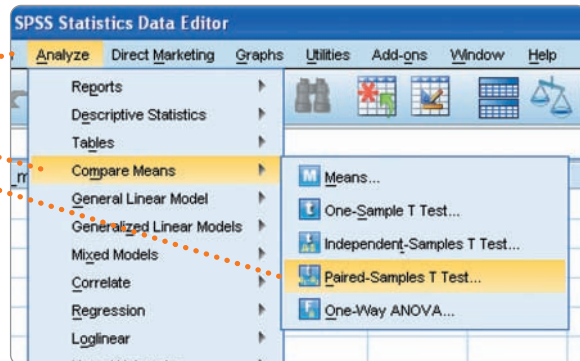 SPSS Statistics Data Editor
Analyze Direct Marketing Graphs Utilities Add-ons Window Help
Reports
Descriptive Statistics
Tables
Compare Means
General Linear Model
Generalized Linear Models
Mixed Models
Correlate
Regression
Loglinear
Means...
One-Sample T Test...
Independent-Samples T Test...
Paired-Samples T Test...
One-Way ANOVA...